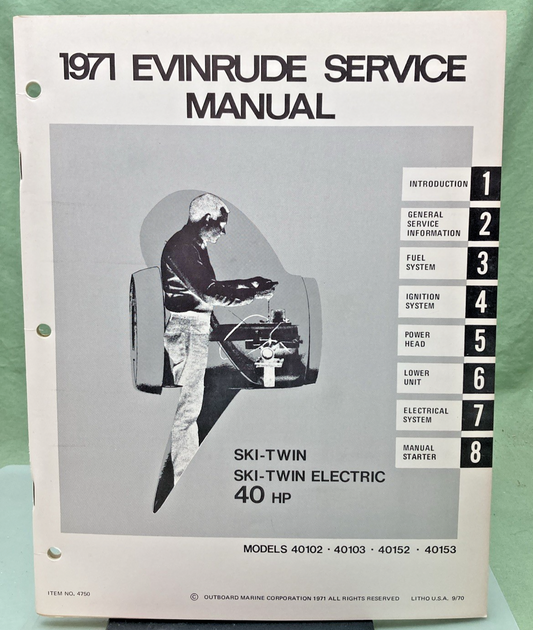 1971 EVINRUDE SERVICE
MANUAL
INTRODUCTION 1
GENERAL
SERVICE
INFORMATION 2
FUEL
SYSTEM 3
IGNITION
SYSTEM 4
POWER
HEAD 5
LOWER
UNIT 6
ELECTRICAL
SYSTEM 7
MANUAL
STARTER 8
SKI-TWIN
SKI-TWIN ELECTRIC
40 HP
MODELS 40102 · 40103 · 40152 · 40153
ITEM NO. 4750
© OUTBOARD MARINE CORPORATION 1971 ALL RIGHTS RESERVED LITHO U.S.A. 9/70